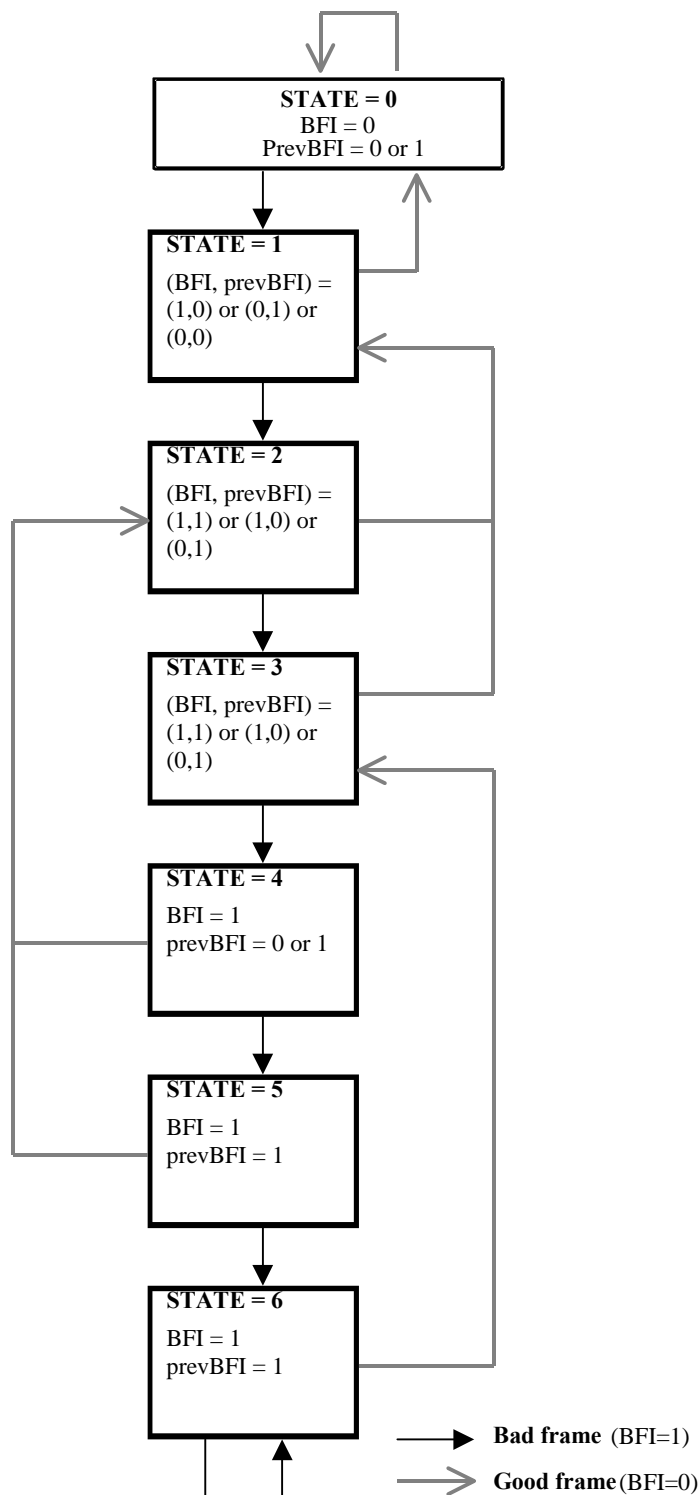 STATE = 0
BFI = 0
PrevBFI = 0 or 1
STATE = 1
(BFI, prevBFI) =
(1,0) or (0,1) or
(0,0)
STATE = 2
(BFI, prevBFI) =
(1,1) or (1,0) or
(0,1)
STATE = 3
(BFI, prevBFI) =
(1,1) or (1,0) or
(0,1)
STATE = 4
BFI = 1
prevBFI = 0 or 1
STATE = 5
BFI = 1
prevBFI = 1
STATE = 6
BFI = 1
prevBFI = 1
Bad frame (BFI=1)
Good frame (BFI=0)